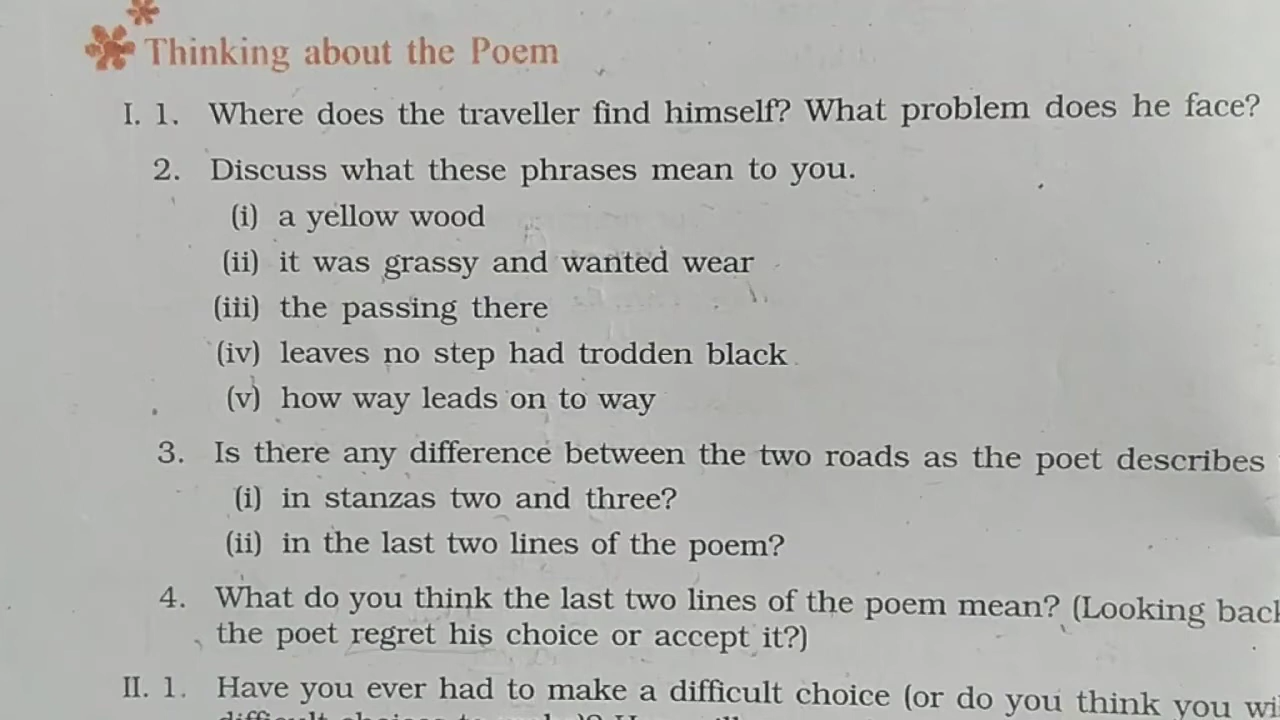 Thinking about the Poem
I. 1. Where does the traveller find himself? What problem does he face?
2. Discuss what these phrases mean to you.
(i) a yellow wood
(ii) it was grassy and wanted wear
(iii) the passing there
(iv) leaves no step had trodden black
(v) how way leads on to way
3. Is there any difference between the two roads as the poet describes
(i) in stanzas two and three?
(ii) in the last two lines of the poem?
4. What do you think the last two lines of the poem mean? (Looking
the poet regret his choice or accept it?)
II. 1. Have you ever had to make a difficult choice (or do you think you